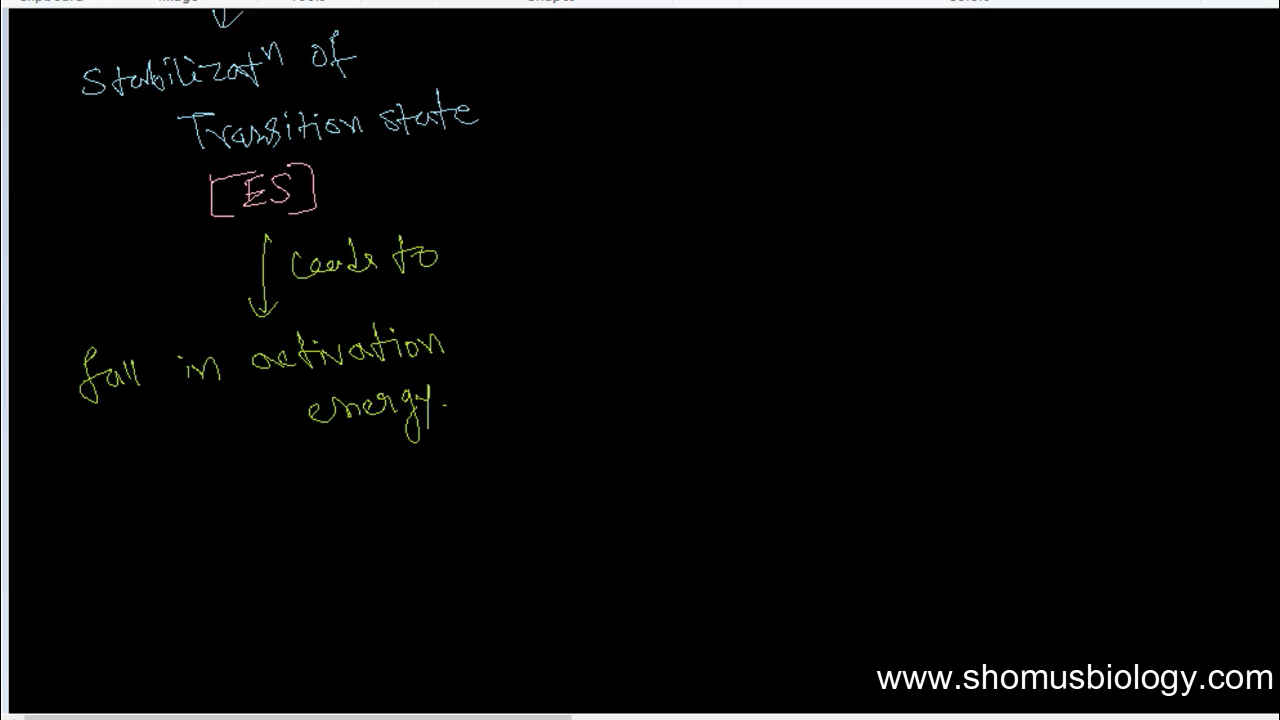 Stabilizatⁿ of
Transition state
[ES]
Leads to
fall in activation
energy.
www.shomusbiology.com